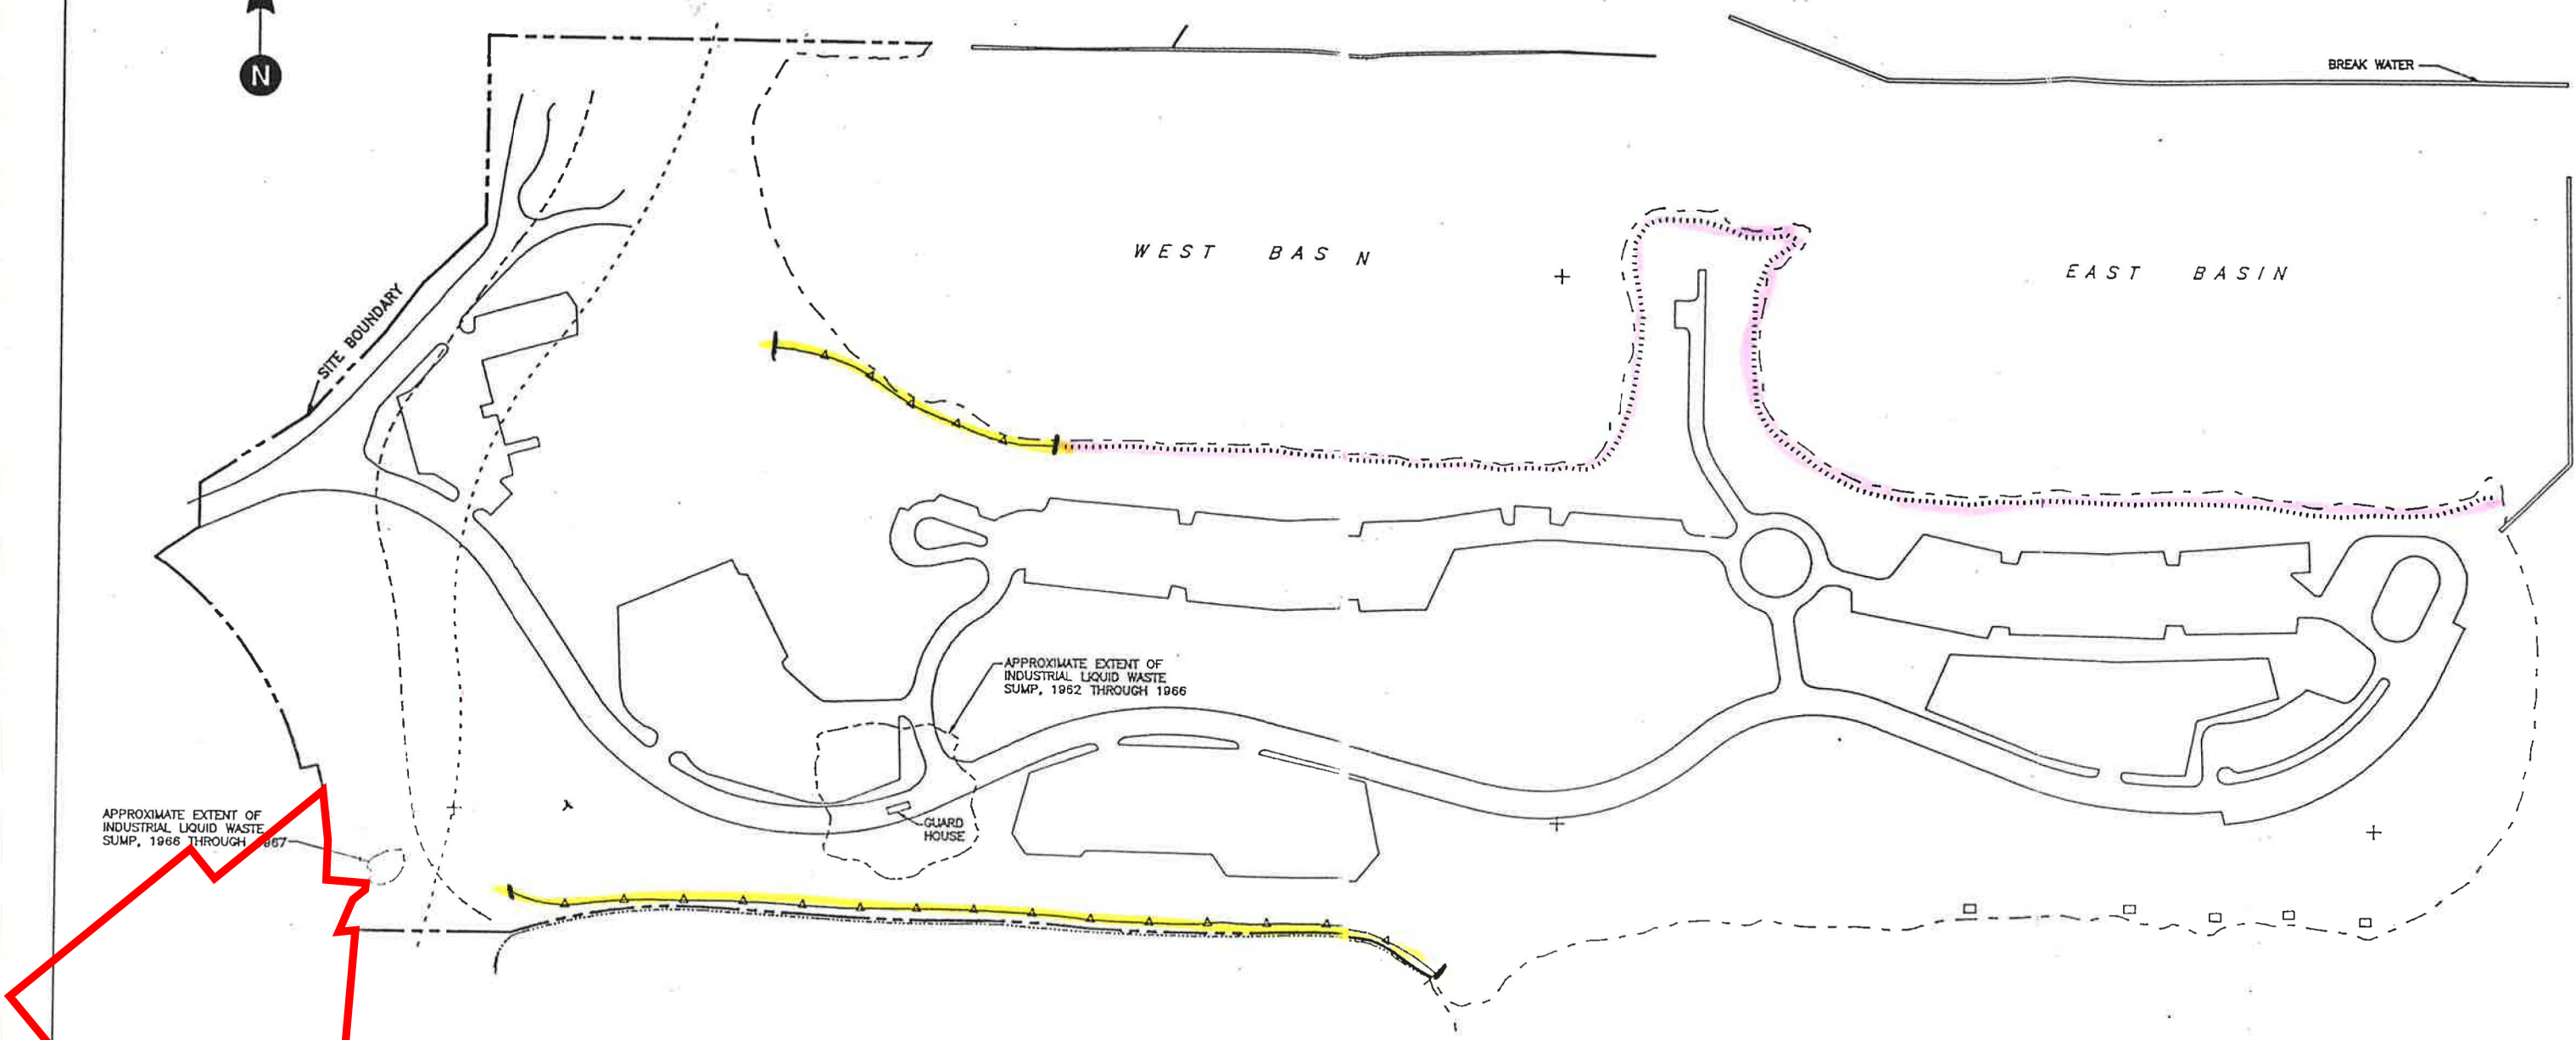 N
BREAK WATER
WEST BAS N
EAST BASIN
SITE BOUNDARY
APPROXIMATE EXTENT OF
INDUSTRIAL LIQUID WASTE
SUMP, 1962 THROUGH 1966
GUARD
HOUSE
APPROXIMATE EXTENT OF
INDUSTRIAL LIQUID WASTE
SUMP, 1966 THROUGH 967